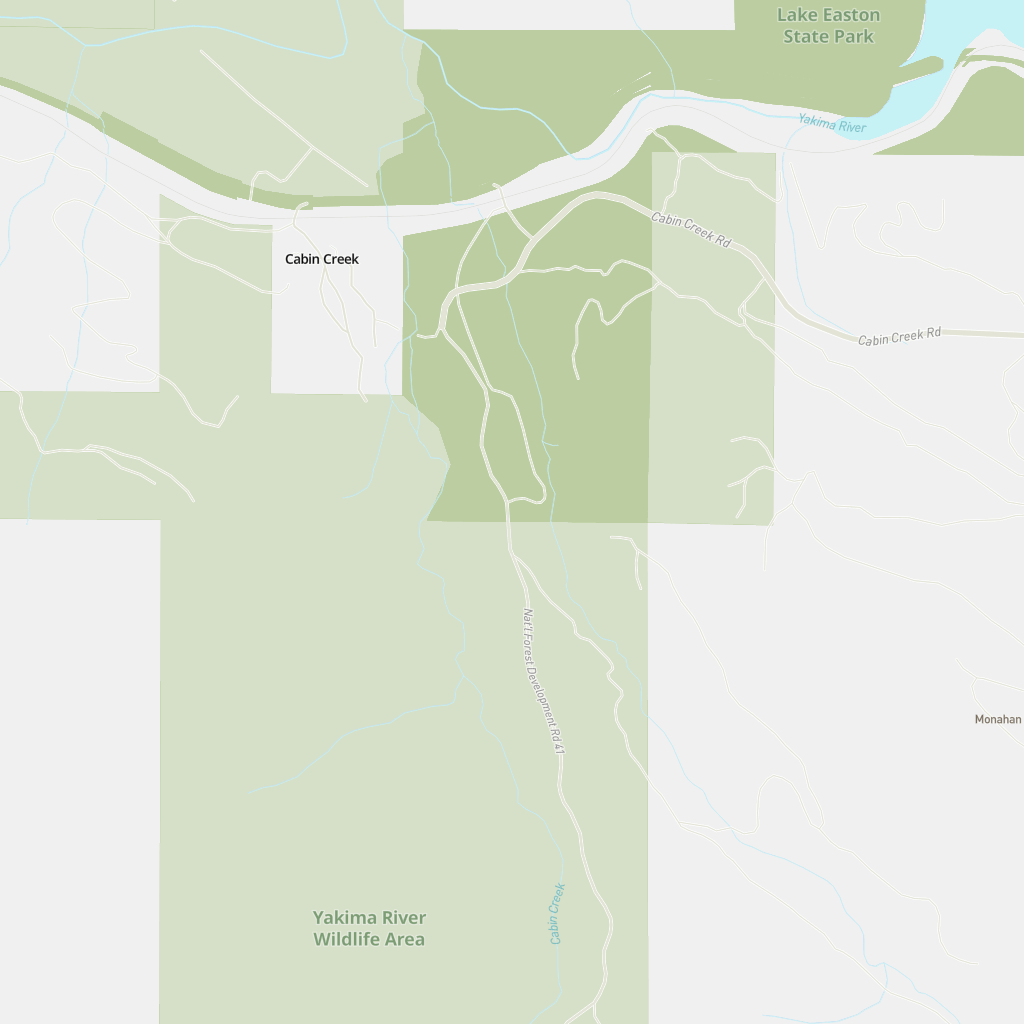 Lake Easton
State Park
Yakima River
Cabin Creek Rd
Cabin Creek
Cabin Creek Rd
Nat'l Forest Development Rd 41
Monahan
Cabin Creek
Yakima River
Wildlife Area